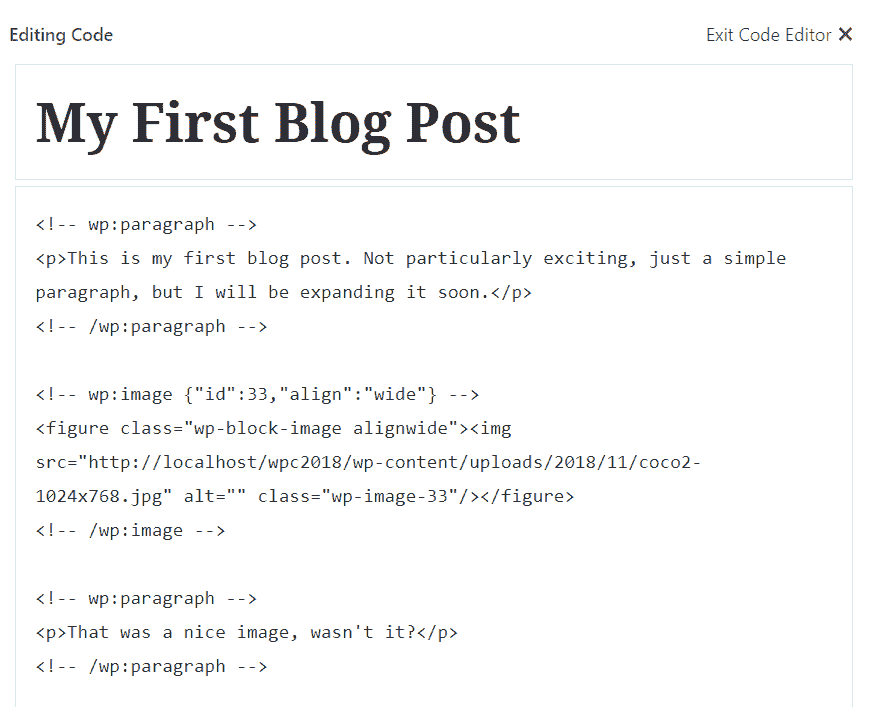 Editing Code
Exit Code Editor ✕
My First Blog Post
<!-- wp:paragraph -->
<p>This is my first blog post. Not particularly exciting, just a simple
paragraph, but I will be expanding it soon.</p>
<!-- /wp:paragraph -->
<!-- wp:image {"id":33,"align":"wide"} -->
<figure class="wp-block-image alignwide"><img
src="http://localhost/wpc2018/wp-content/uploads/2018/11/coco2-
1024x768.jpg" alt="" class="wp-image-33"/></figure>
<!-- /wp:image -->
<!-- wp:paragraph -->
<p>That was a nice image, wasn't it?</p>
<!-- /wp:paragraph -->